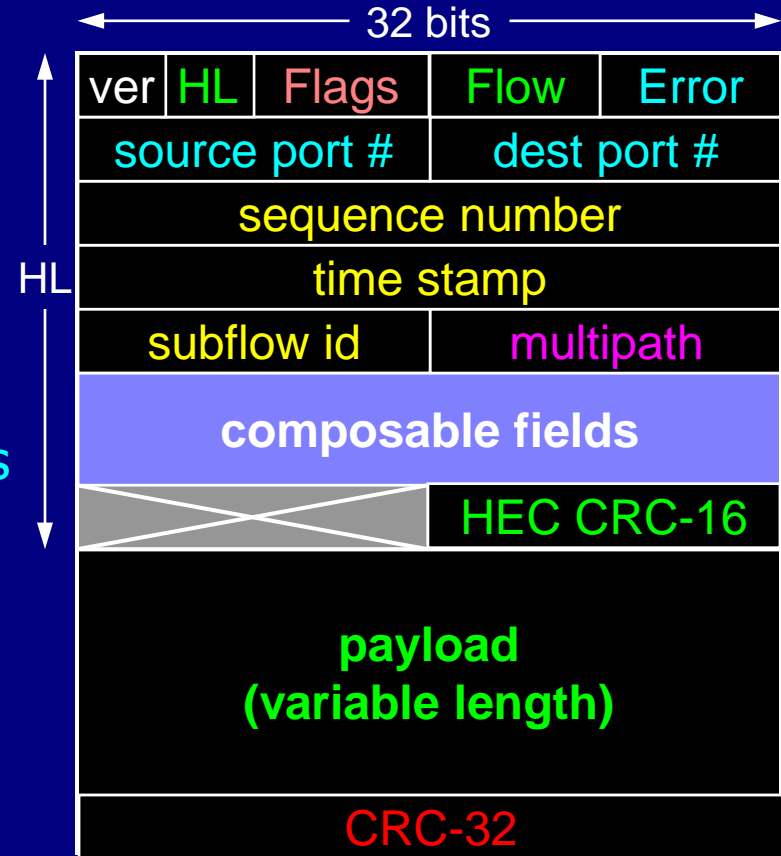 32 bits
ver HL Flags Flow Error
source port # dest port #
sequence number
HL
time stamp
subflow id multipath
composable fields
s
HEC CRC-16
payload
(variable length)
CRC-32